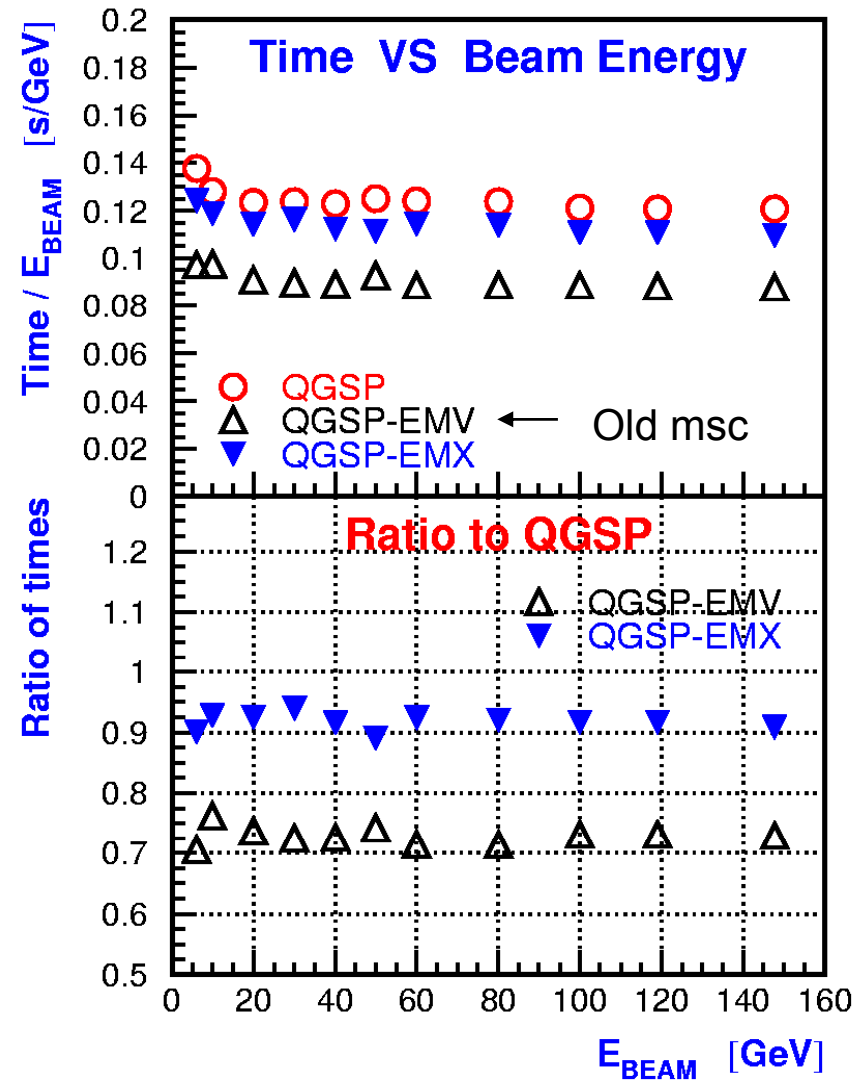 Time VS Beam Energy
Time / E_BEAM [s/GeV]
0.2
0.18
0.16
0.14
0.12
0.1
0.08
0.06
0.04
0.02
0
QGSP
QGSP-EMV ← Old msc
QGSP-EMX
Ratio to QGSP
Ratio of times
1.2
1.1
1
0.9
0.8
0.7
0.6
0.5
QGSP-EMV
QGSP-EMX
0 20 40 60 80 100 120 140 160
E_BEAM [GeV]